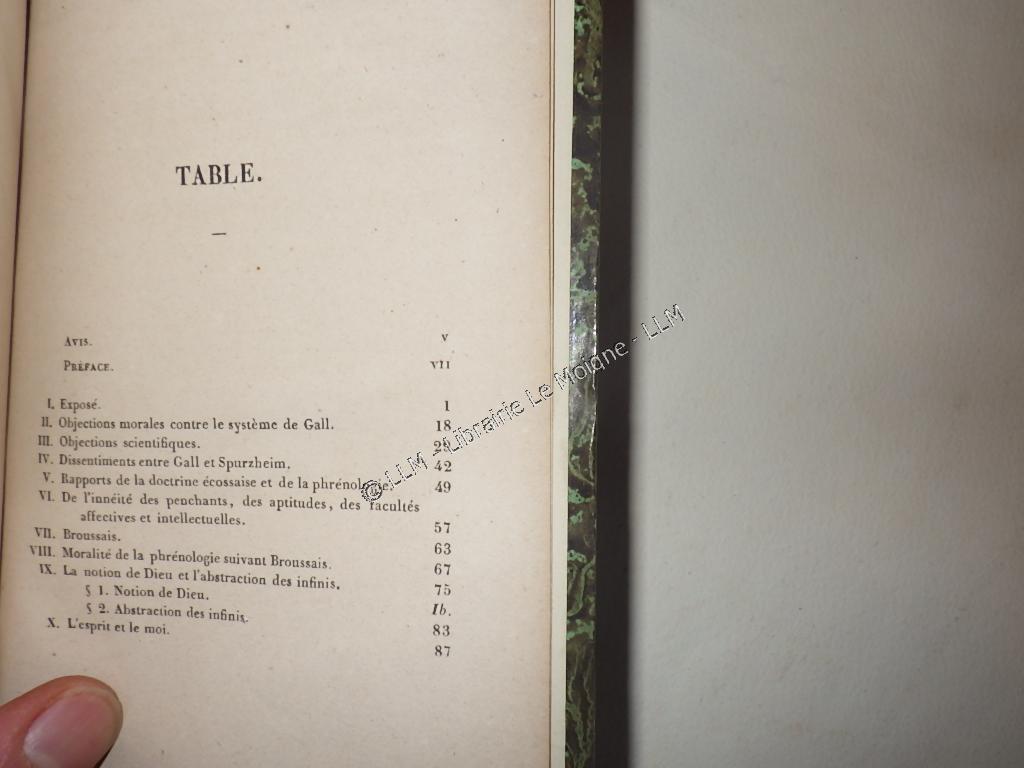 TABLE.
—
Avis. v
Préface. vii
I. Exposé. 1
II. Objections morales contre le système de Gall. 18
III. Objections scientifiques. 29
IV. Dissentiments entre Gall et Spurzheim. 42
V. Rapports de la doctrine écossaise et de la phrénologie. 49
VI. De l'innéité des penchants, des aptitudes, des facultés
affectives et intellectuelles. 57
VII. Broussais. 63
VIII. Moralité de la phrénologie suivant Broussais. 67
IX. La notion de Dieu et l'abstraction des infinis. 75
§ 1. Notion de Dieu. Ib.
§ 2. Abstraction des infinis. 83
X. L'esprit et le moi. 87
© LLM - Librairie Le Moigne - LLM